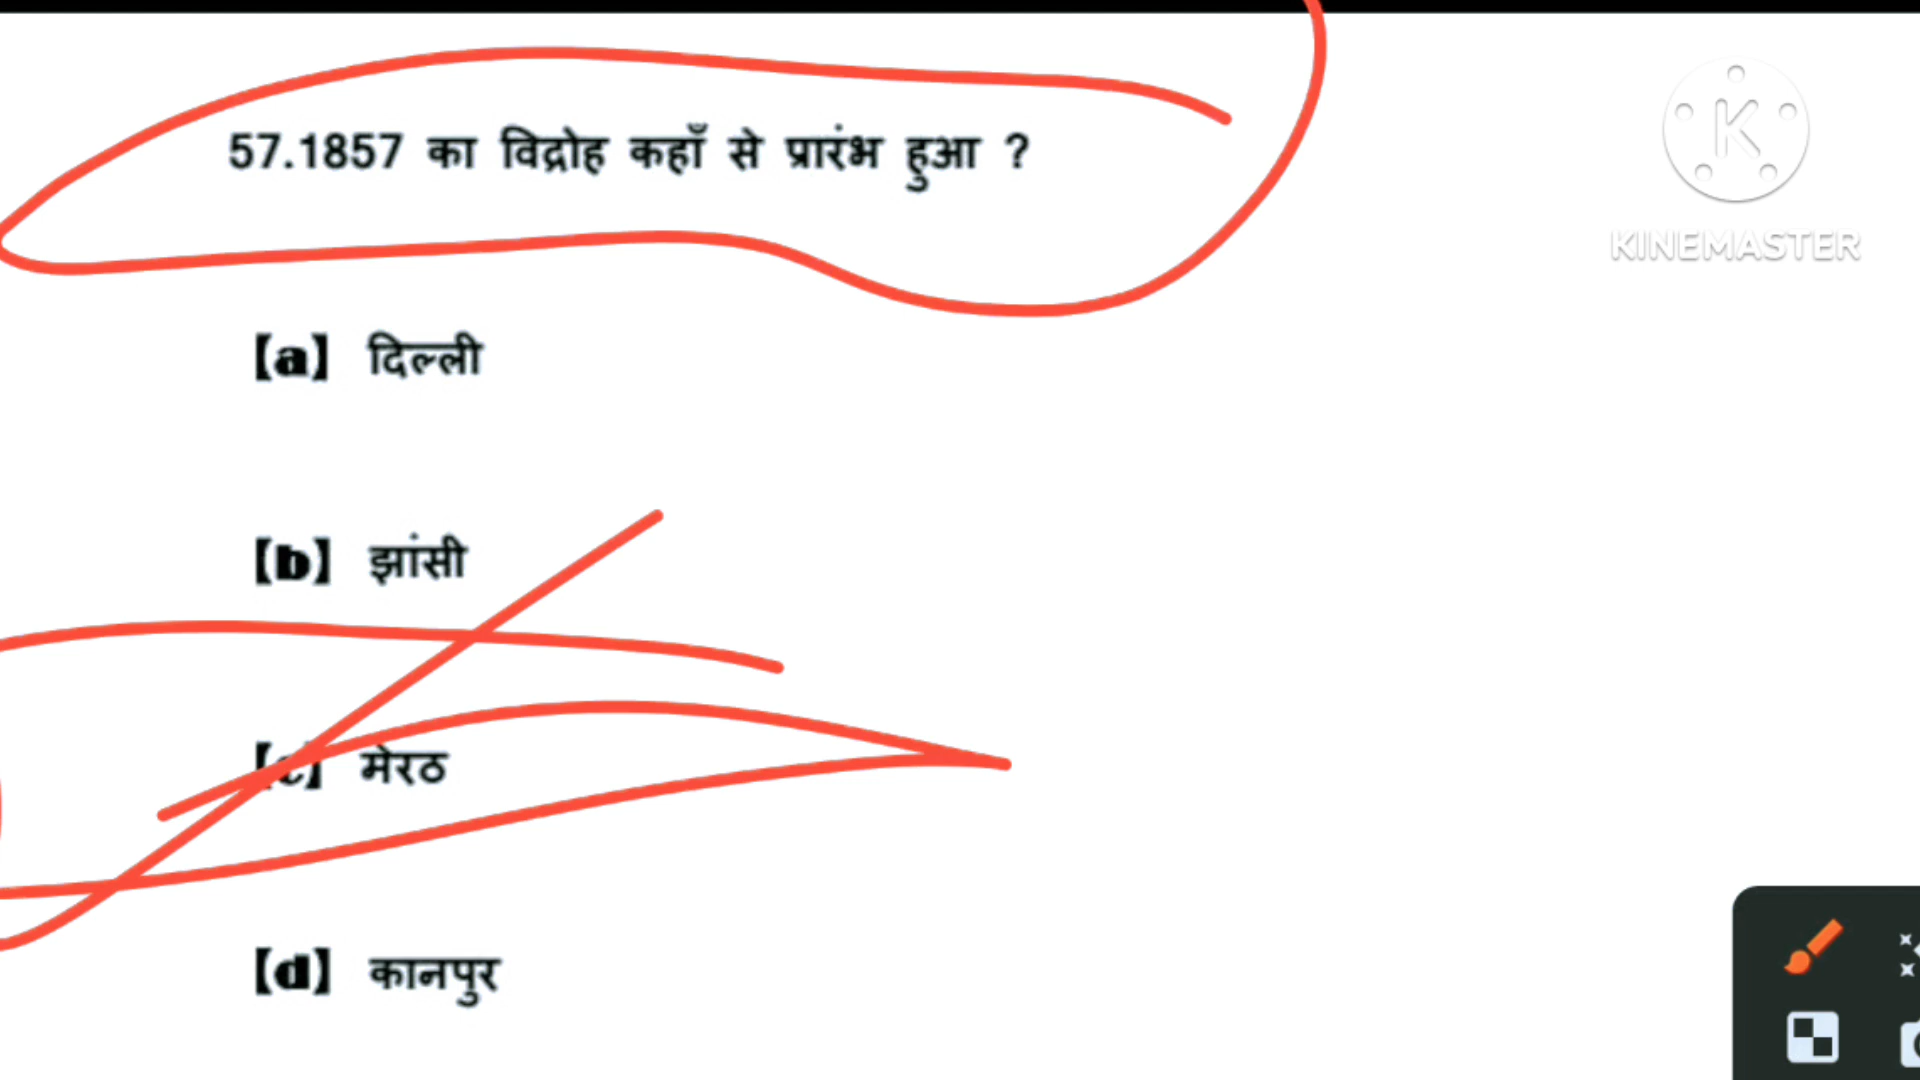 57.1857 का विद्रोह कहाँ से प्रारंभ हुआ ?
K
KINEMASTER
【a】 दिल्ली
【b】 झांसी
【c】 मेरठ
【d】 कानपुर